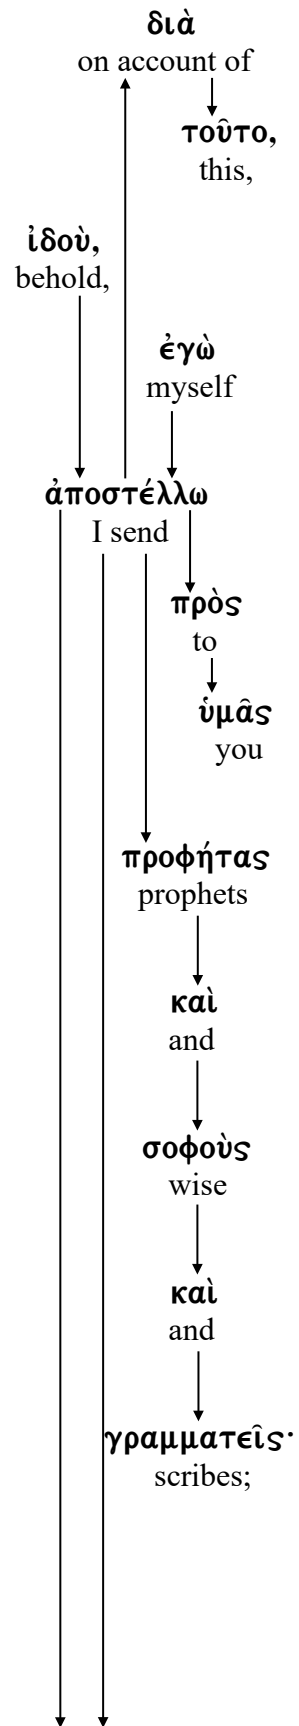 διὰ
on account of
τοῦτο,
this,
ἰδοὺ,
behold,
ἐγὼ
myself
ἀποστέλλω
I send
πρὸς
to
ὑμᾶς
you
προφήτας
prophets
καὶ
and
σοφοὺς
wise
καὶ
and
γραμματεῖς·
scribes;